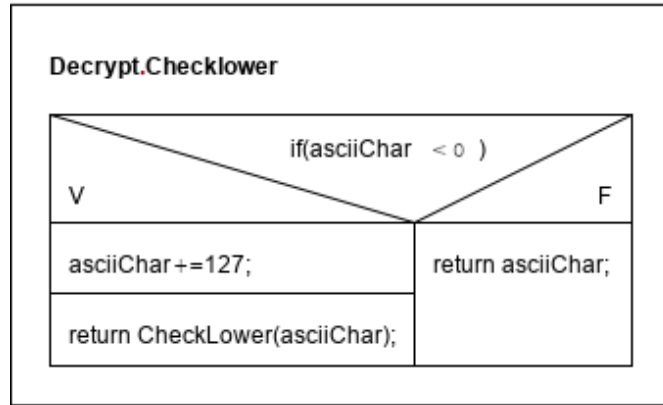 Decrypt.Checklower
if(asciiChar < 0 )
V
F
asciiChar+=127;
return asciiChar;
return CheckLower(asciiChar);